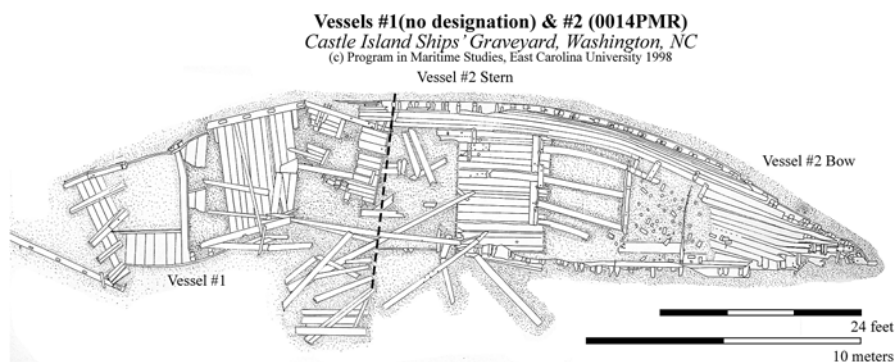 Vessels #1(no designation) & #2 (0014PMR)
Castle Island Ships' Graveyard, Washington, NC
(c) Program in Maritime Studies, East Carolina University 1998
Vessel #2 Stern
Vessel #2 Bow
Vessel #1
24 feet
10 meters